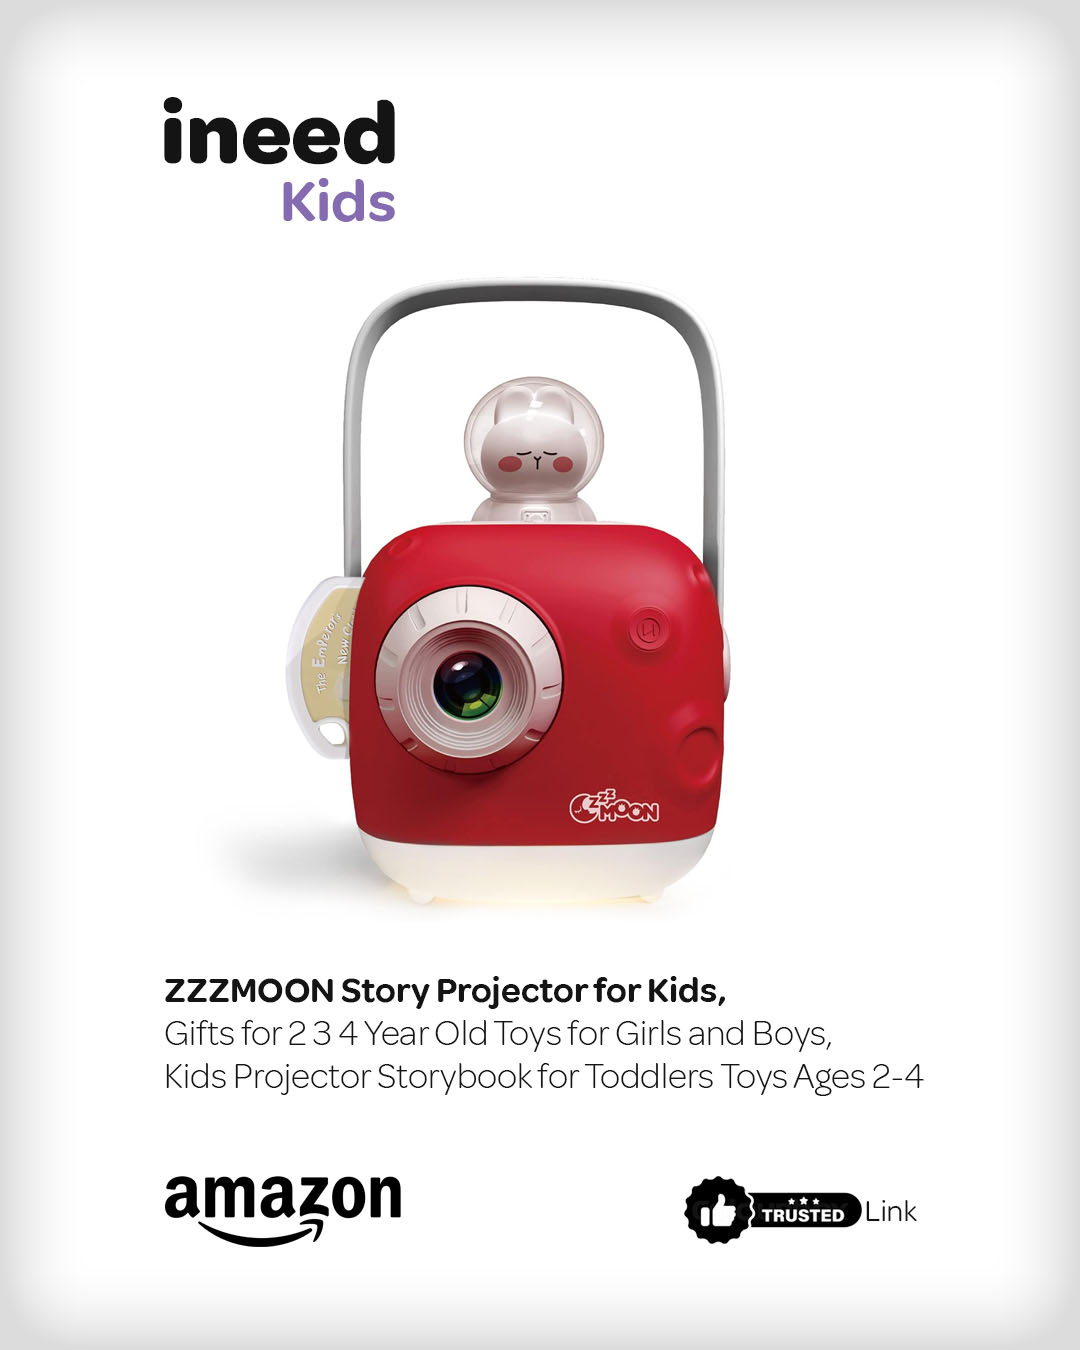 ineed
Kids
The Emperor's
New
ZZZ
MOON
ZZZMOON Story Projector for Kids,
Gifts for 2 3 4 Year Old Toys for Girls and Boys,
Kids Projector Storybook for Toddlers Toys Ages 2-4
amazon
TRUSTED Link